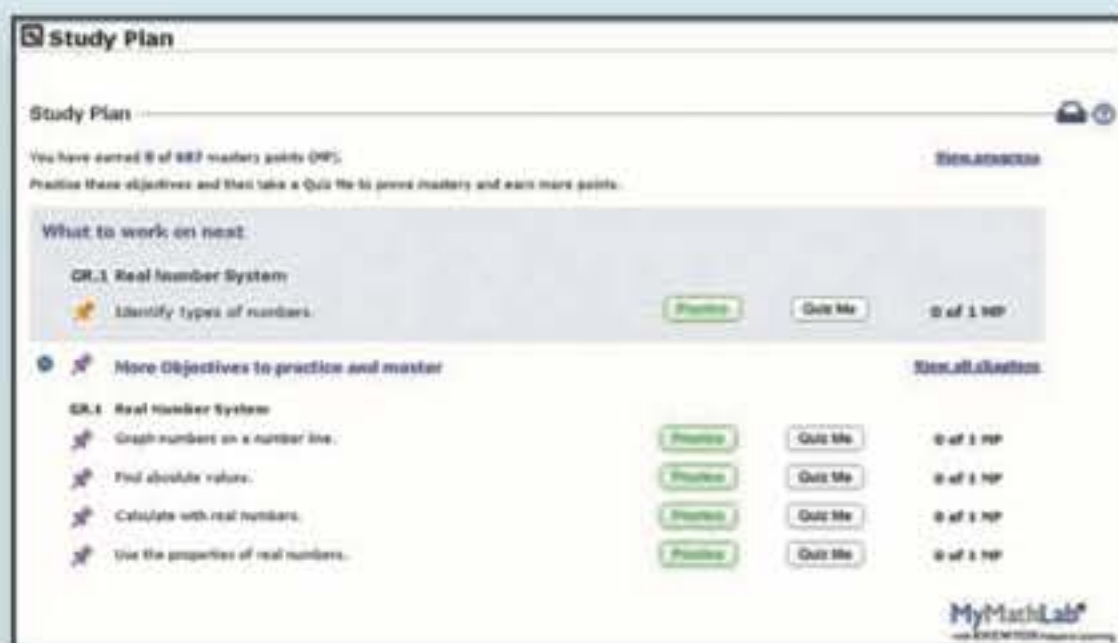 Study Plan
Study Plan
You have earned 0 of 687 mastery points (MP).
View progress
Practice these objectives and then take a Quiz Me to prove mastery and earn more points.
What to work on next
GR.1 Real Number System
Identify types of numbers.
Practice
Quiz Me
0 of 1 MP
More Objectives to practice and master
View all chapters
GR.1 Real Number System
Graph numbers on a number line.
Practice
Quiz Me
0 of 1 MP
Find absolute values.
Practice
Quiz Me
0 of 1 MP
Calculate with real numbers.
Practice
Quiz Me
0 of 1 MP
Use the properties of real numbers.
Practice
Quiz Me
0 of 1 MP
MyMathLab®